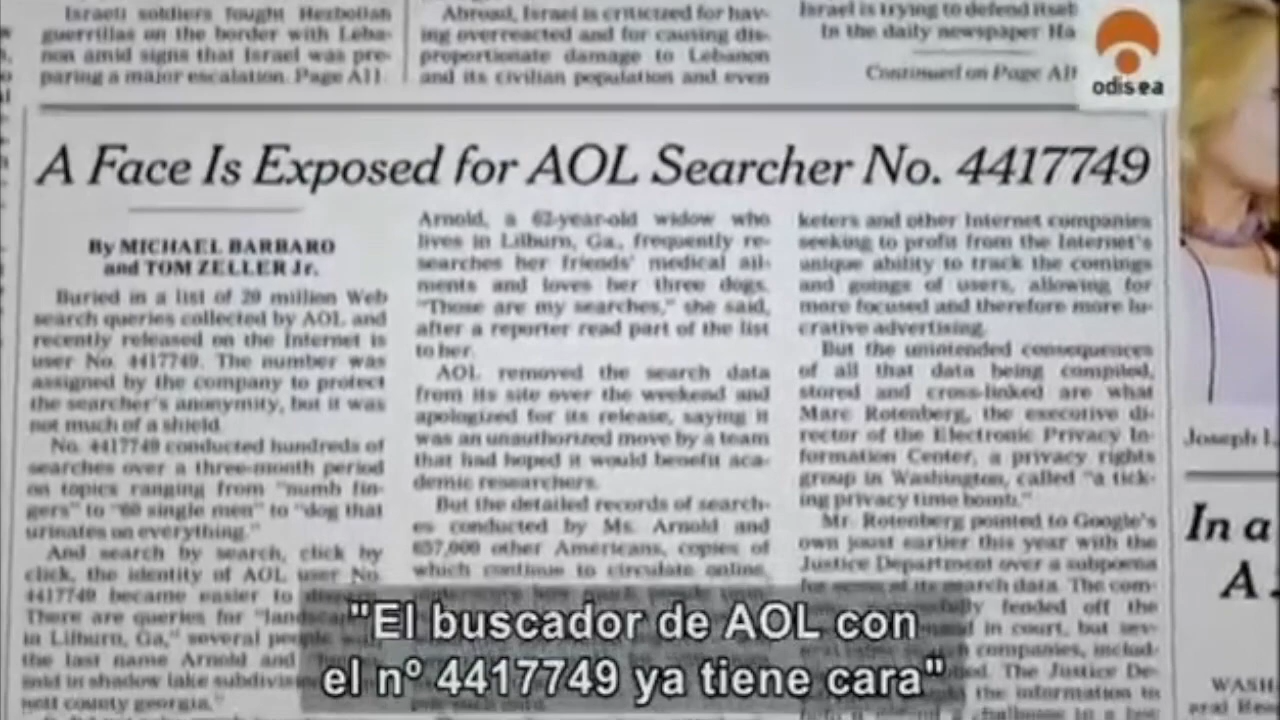 Israeli soldiers fought Hezbollah
guerrillas on the border with Leba-
non amid signs that Israel was pre-
paring a major escalation. Page A11.
Abroad, Israel is criticized for hav-
ing overreacted and for causing dis-
proportionate damage to Lebanon
and its civilian population and even
Israel is trying to defend itself
In the daily newspaper Ha
Continued on Page A11
odisea
A Face Is Exposed for AOL Searcher No. 4417749
By MICHAEL BARBARO
and TOM ZELLER Jr.
Buried in a list of 20 million Web
search queries collected by AOL and
recently released on the Internet is
user No. 4417749. The number was
assigned by the company to protect
the searcher's anonymity, but it was
not much of a shield.
No. 4417749 conducted hundreds of
searches over a three-month period
on topics ranging from "numb fin-
gers" to "60 single men" to "dog that
urinates on everything."
And search by search, click by
click, the identity of AOL user No.
4417749 became easier to
There are queries for
in Lilburn, Ga," several
the last name Arnold and
sold in shadow lake
nett county georgia."
Arnold, a 62-year-old widow who
lives in Lilburn, Ga., frequently re-
searches her friends' medical ail-
ments and loves her three dogs.
"Those are my searches," she said,
after a reporter read part of the list
to her.
AOL removed the search data
from its site over the weekend and
apologized for its release, saying it
was an unauthorized move by a team
that had hoped it would benefit aca-
demic researchers.
But the detailed records of search-
es conducted by Ms. Arnold and
657,000 other Americans, copies of
which continue to circulate online,
keters and other Internet companies
seeking to profit from the Internet's
unique ability to track the comings
and goings of users, allowing for
more focused and therefore more lu-
crative advertising.
But the unintended consequences
of all that data being compiled,
stored and cross-linked are what
Marc Rotenberg, the executive di-
rector of the Electronic Privacy In-
formation Center, a privacy rights
group in Washington, called "a tick-
ing privacy time bomb."
Mr. Rotenberg pointed to Google's
own joust earlier this year with the
Justice Department over a subpoena
for some of its search data. The com-
fended off the
in court, but sev-
companies, includ-
The Justice De-
the information to
Joseph
In a
A
WASH
"El buscador de AOL con
el nº 4417749 ya tiene cara"